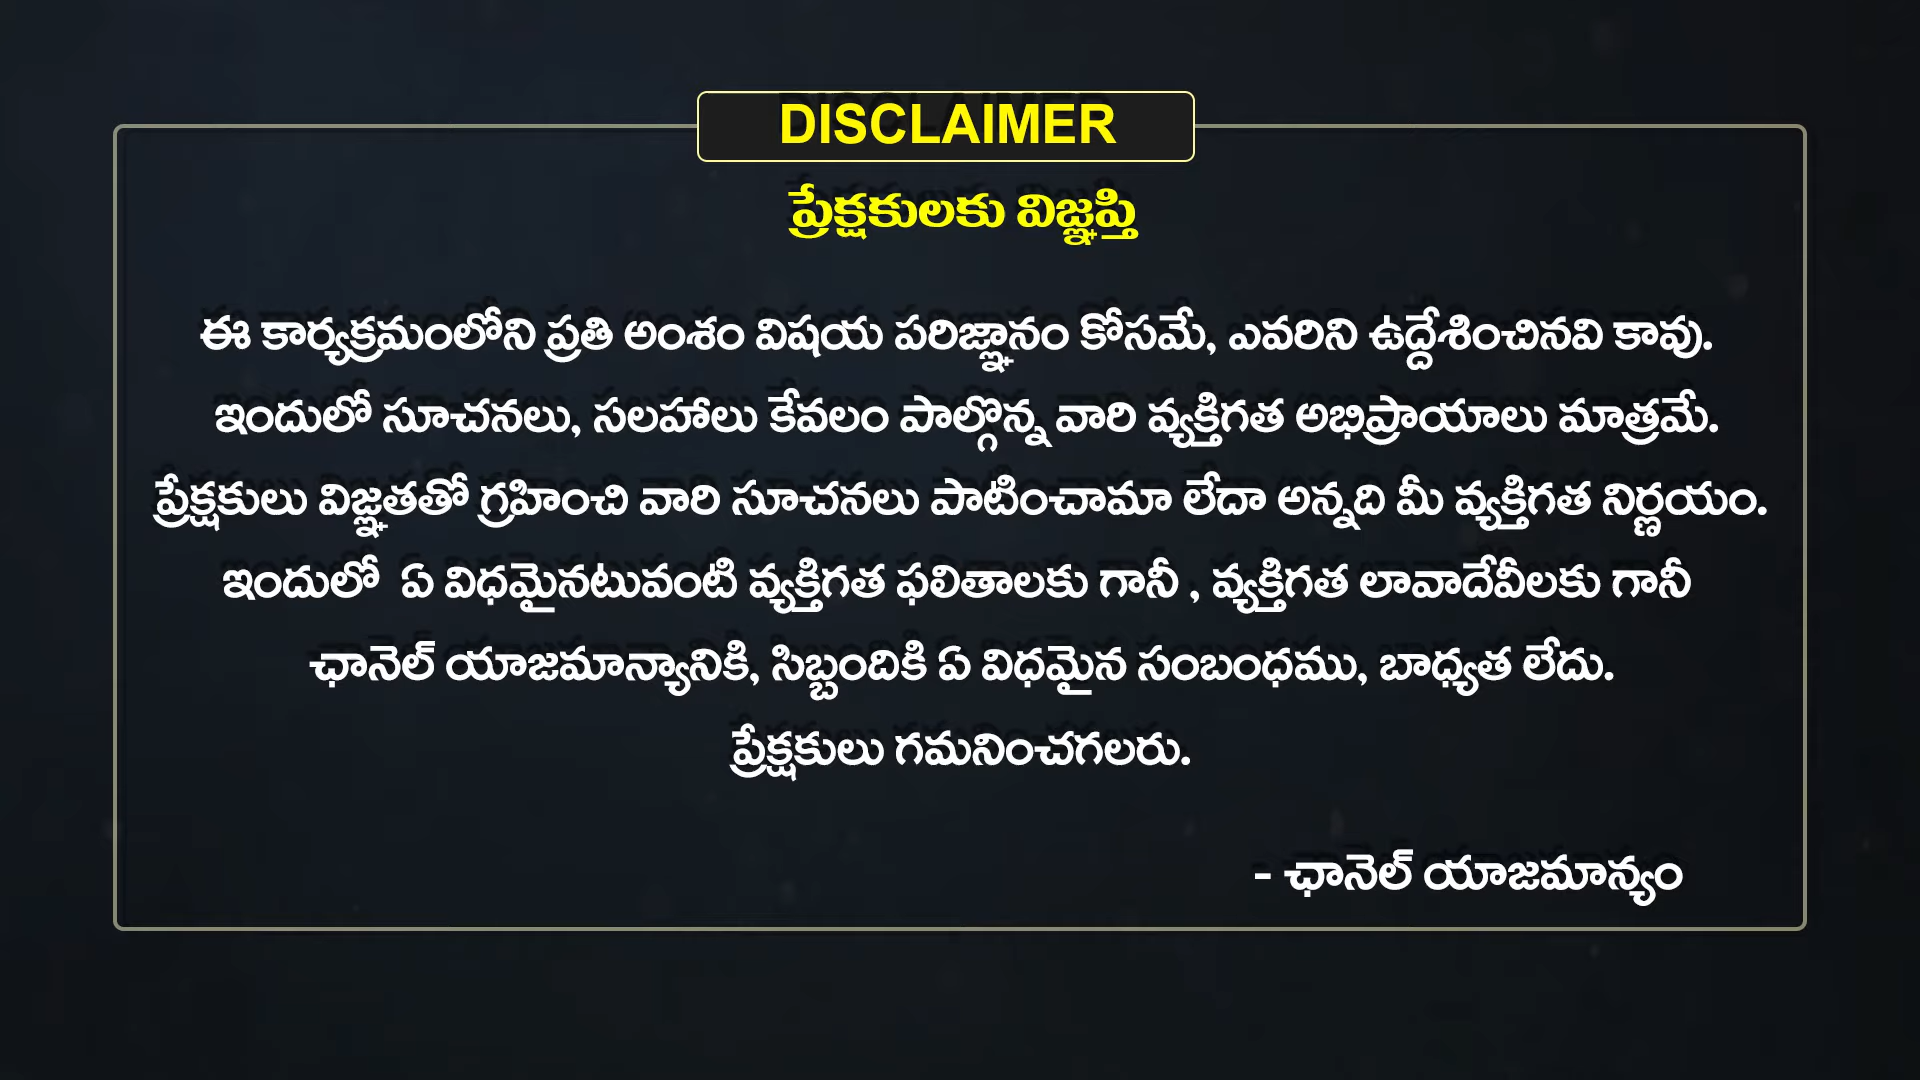 DISCLAIMER
ప్రేక్షకులకు విజ్ఞప్తి
ఈ కార్యక్రమంలోని ప్రతి అంశం విషయ పరిజ్ఞానం కోసమే, ఎవరిని ఉద్దేశించినవి కావు.
ఇందులో సూచనలు, సలహాలు కేవలం పాల్గొన్న వారి వ్యక్తిగత అభిప్రాయాలు మాత్రమే.
ప్రేక్షకులు విజ్ఞతతో గ్రహించి వారి సూచనలు పాటించామా లేదా అన్నది మీ వ్యక్తిగత నిర్ణయం.
ఇందులో ఏ విధమైనటువంటి వ్యక్తిగత ఫలితాలకు గానీ , వ్యక్తిగత లావాదేవీలకు గానీ
ఛానెల్ యాజమాన్యానికి, సిబ్బందికి ఏ విధమైన సంబంధము, బాధ్యత లేదు.
ప్రేక్షకులు గమనించగలరు.
- ఛానెల్ యాజమాన్యం